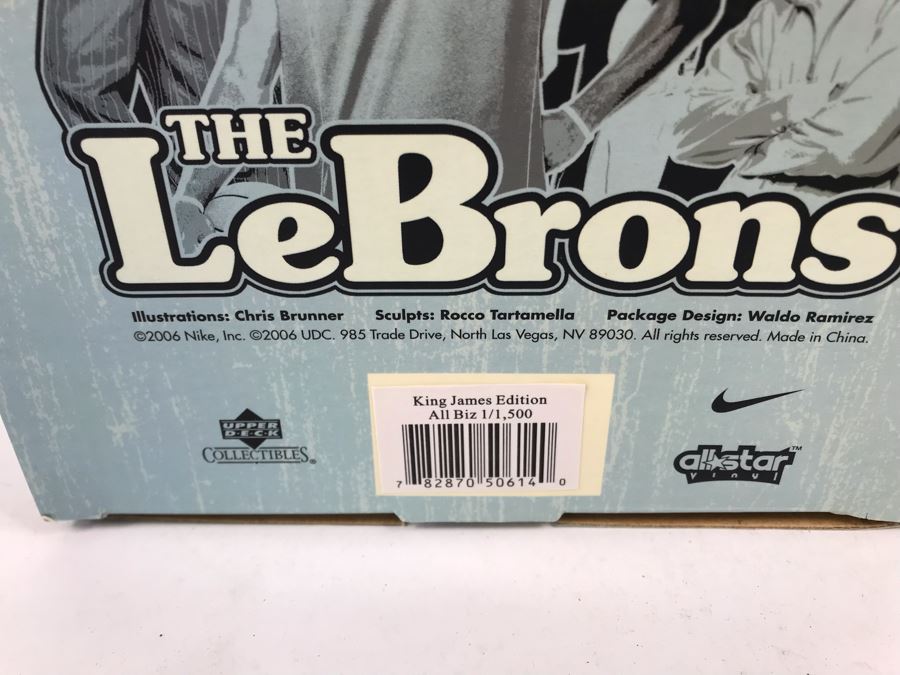 THE
LeBrons
Illustrations: Chris Brunner Sculpts: Rocco Tartamella Package Design: Waldo Ramirez
©2006 Nike, Inc. ©2006 UDC. 985 Trade Drive, North Las Vegas, NV 89030. All rights reserved. Made in China.
UPPER
DECK
COLLECTIBLES®
King James Edition
All Biz 1/1,500
7 82870 50614 0
allstar™
vinyl